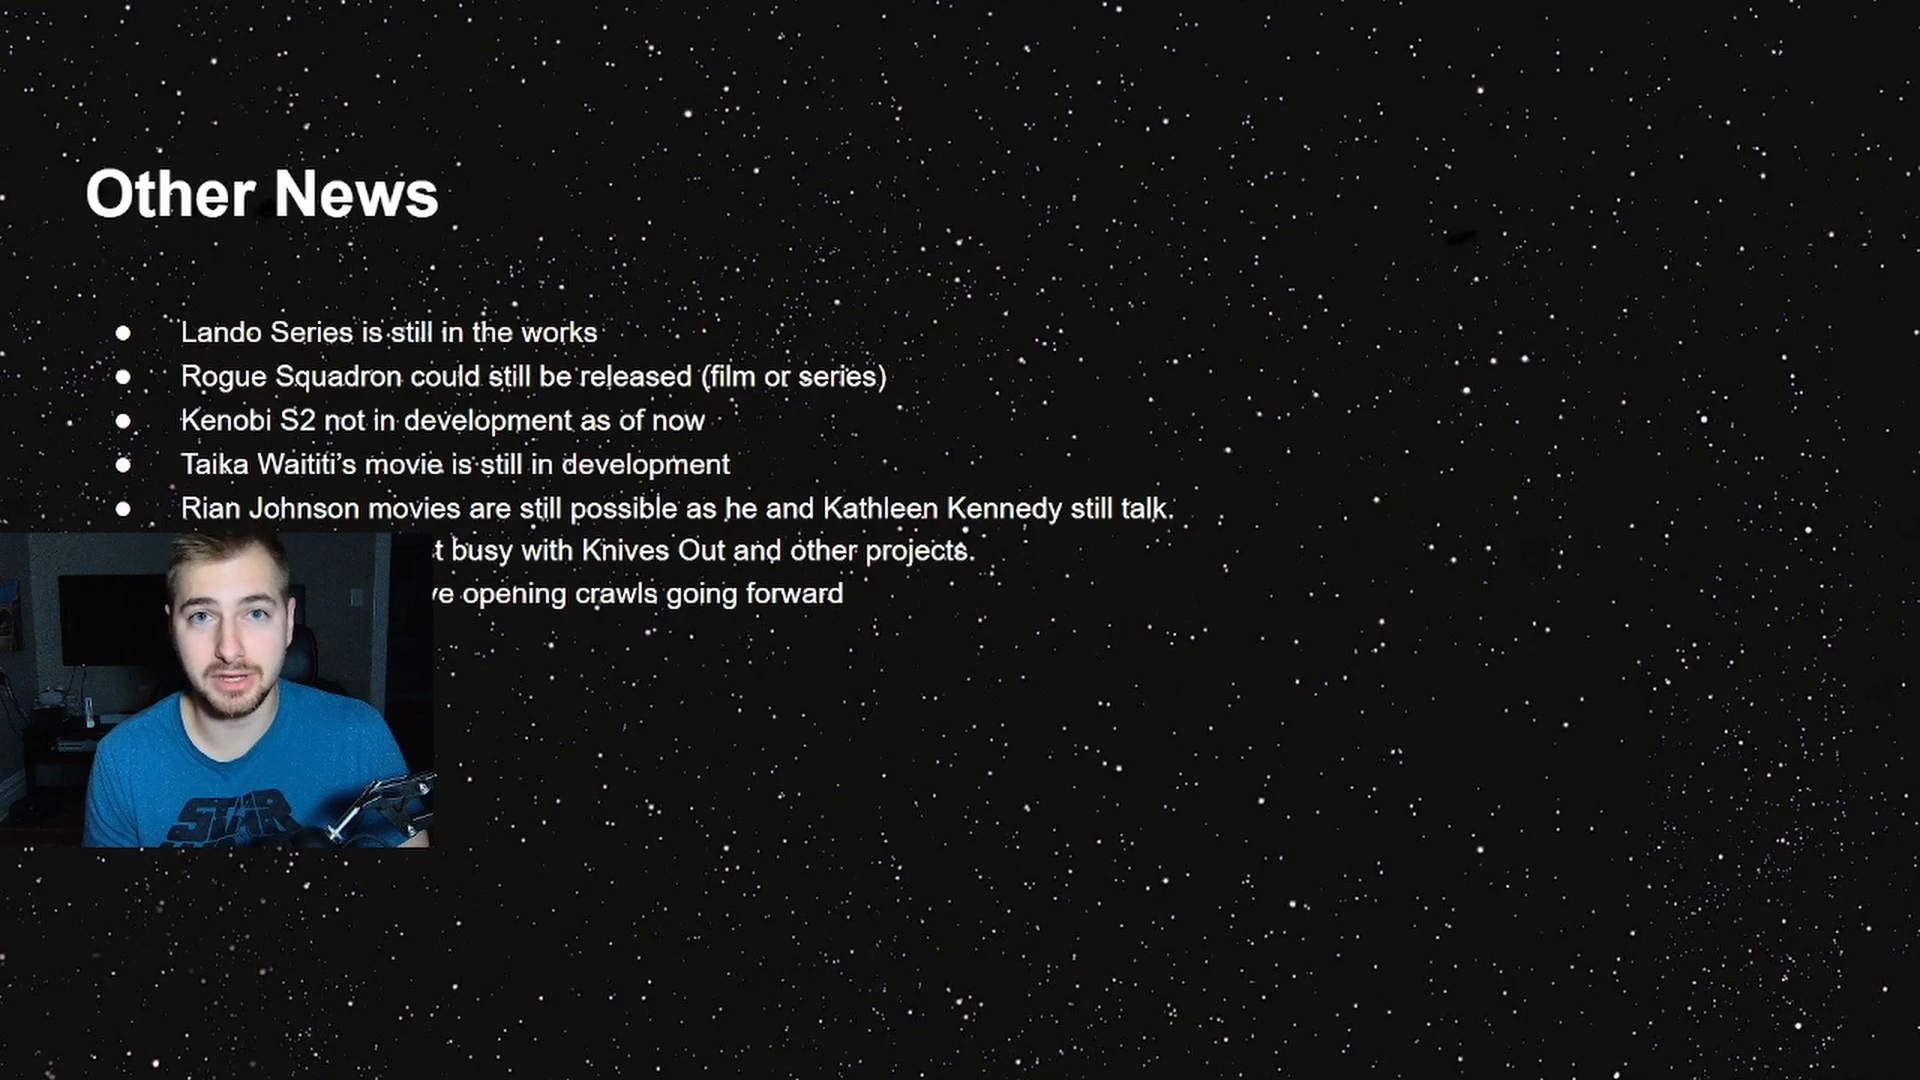 Other News
● Lando Series is still in the works
● Rogue Squadron could still be released (film or series)
● Kenobi S2 not in development as of now
● Taika Waititi’s movie is still in development
● Rian Johnson movies are still possible as he and Kathleen Kennedy still talk.
busy with Knives Out and other projects.
opening crawls going forward
STAR